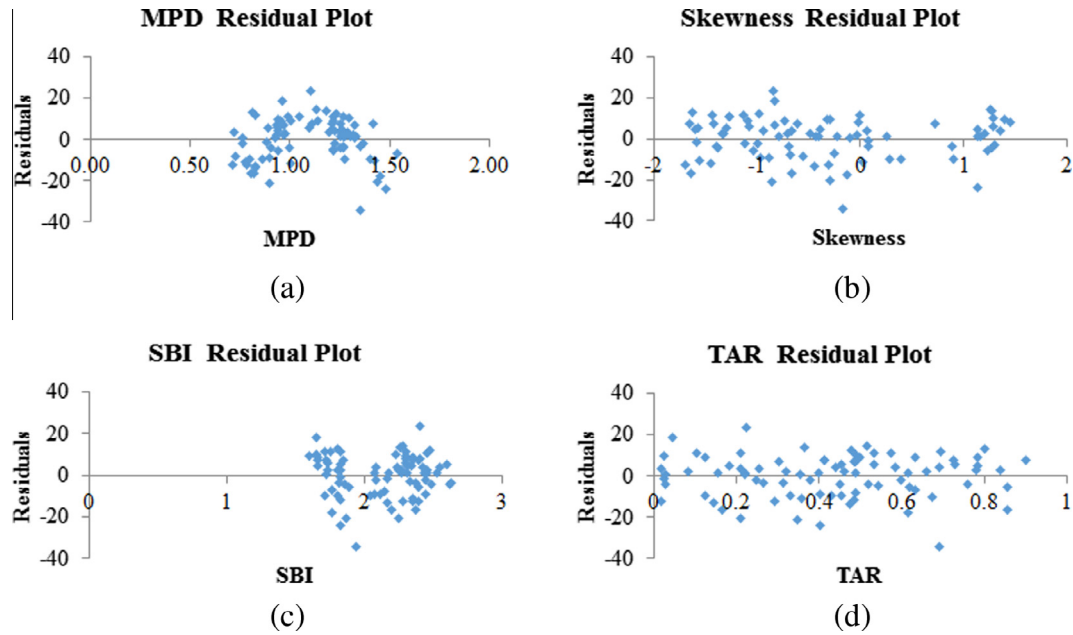 MPD Residual Plot
40
20
0
-20
-40
0.00 0.50 1.00 1.50 2.00
Residuals
MPD
(a)
Skewness Residual Plot
40
20
0
-20
-40
-2 -1 0 1 2
Residuals
Skewness
(b)
SBI Residual Plot
40
20
0
-20
-40
0 1 2 3
Residuals
SBI
(c)
TAR Residual Plot
40
20
0
-20
-40
0 0.2 0.4 0.6 0.8 1
Residuals
TAR
(d)